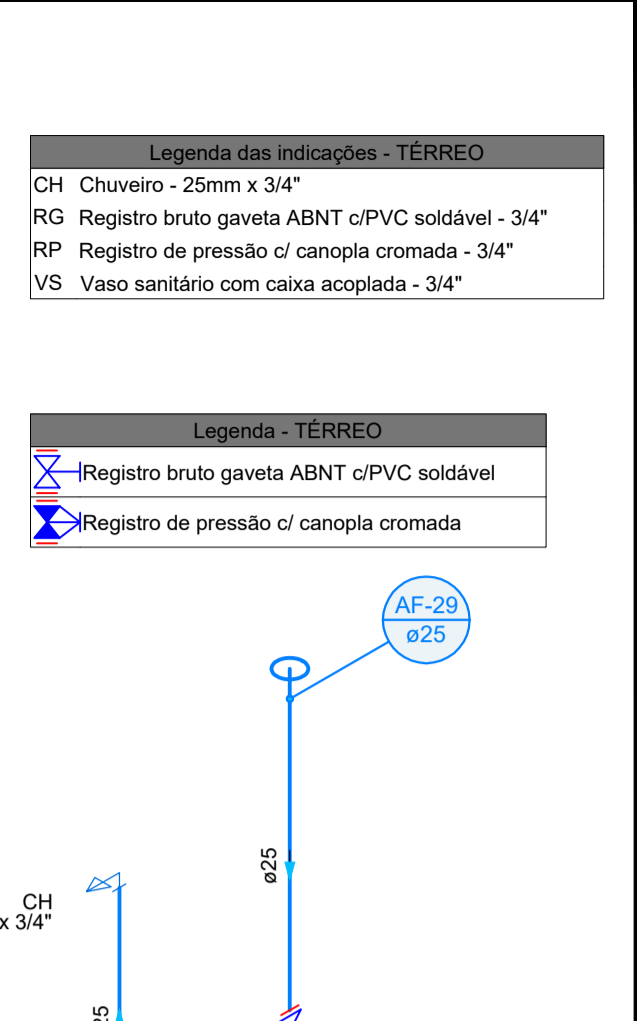 Legenda das indicações - TÉRREO
CH Chuveiro - 25mm x 3/4"
RG Registro bruto gaveta ABNT c/PVC soldável - 3/4"
RP Registro de pressão c/ canopla cromada - 3/4"
VS Vaso sanitário com caixa acoplada - 3/4"
Legenda - TÉRREO
Registro bruto gaveta ABNT c/PVC soldável
Registro de pressão c/ canopla cromada
AF-29
ø25
ø25
CH
x 3/4"